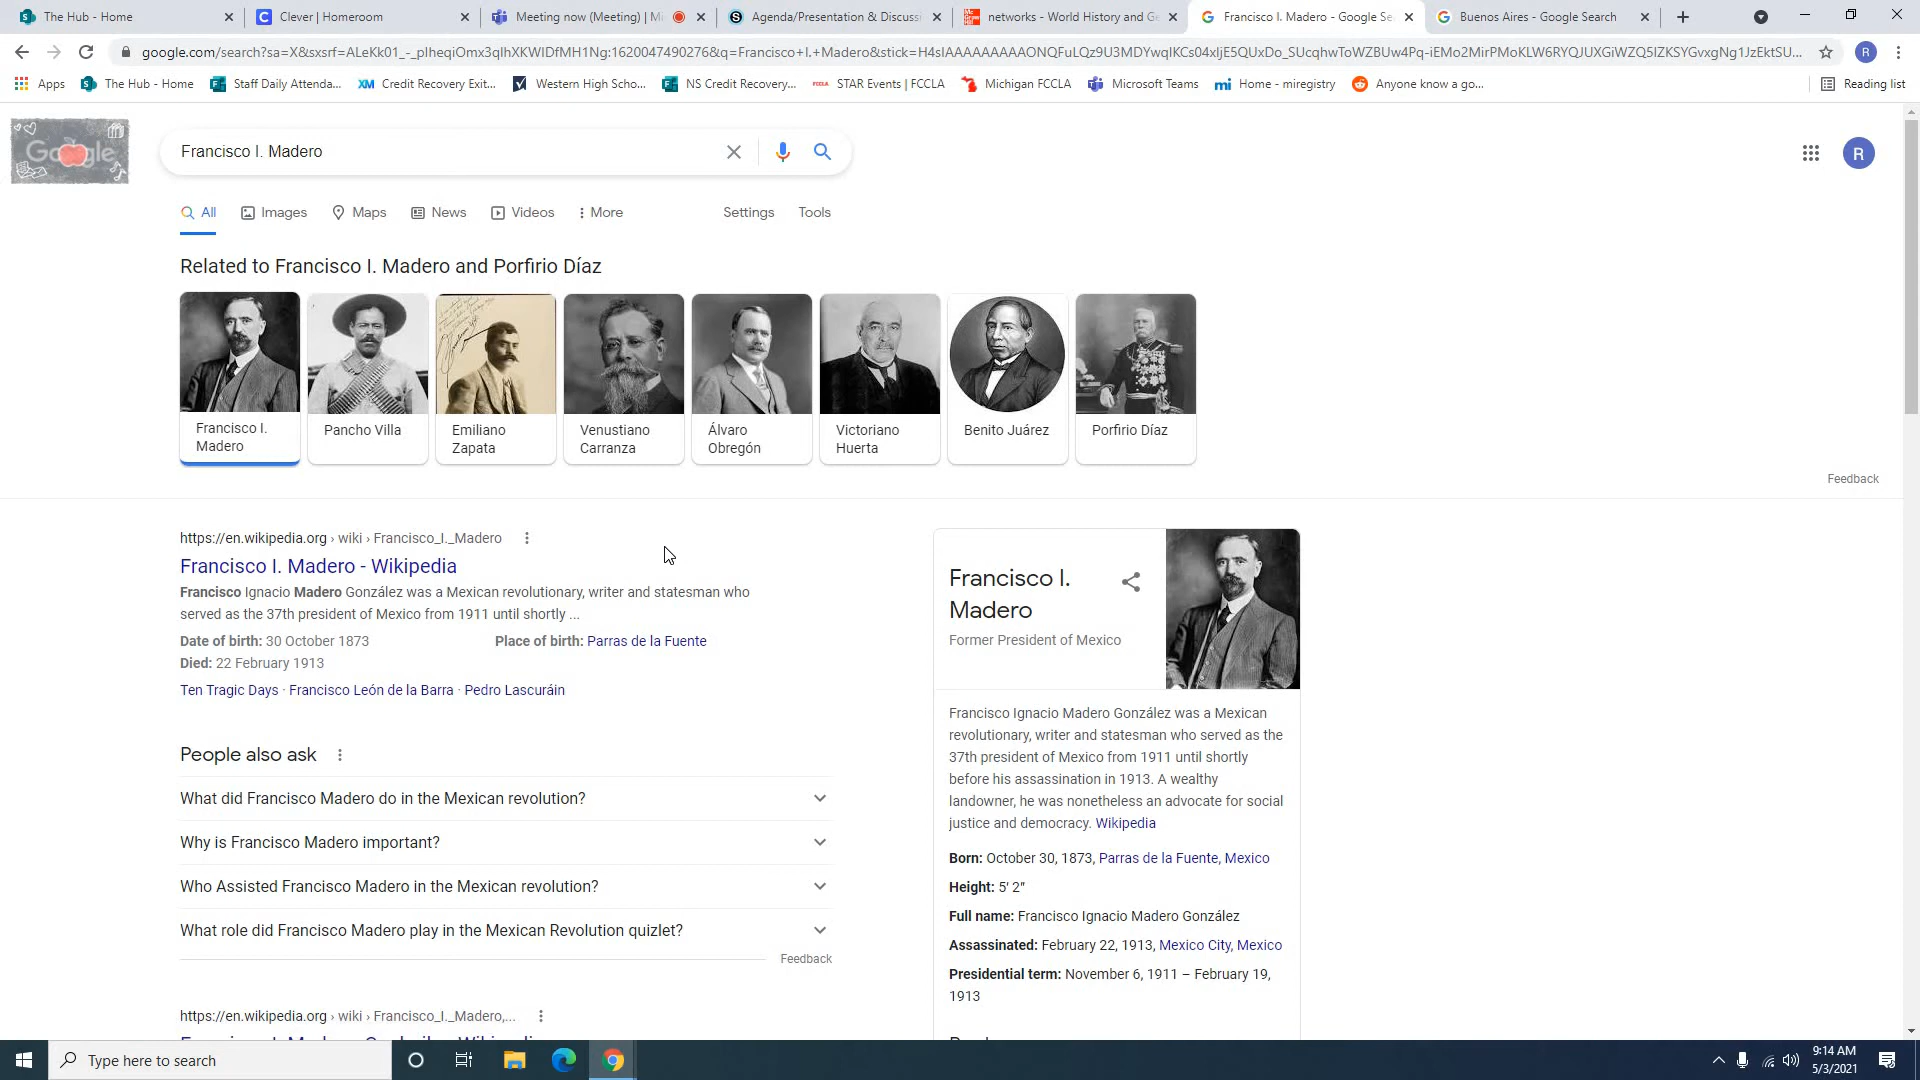 The Hub - Home
Clever | Homeroom
Meeting now (Meeting) | Mi
Agenda/Presentation & Discuss
networks - World History and Ge
Francisco I. Madero - Google Se
Buenos Aires - Google Search
google.com/search?sa=X&sxsrf=ALeKk01_-_pIheqiOmx3qlhXKWIDfMH1Ng:1620047490276&q=Francisco+I.+Madero&stick=
R
Apps
The Hub - Home
Staff Daily Attenda...
XM Credit Recovery Exit...
Western High Scho...
NS Credit Recovery...
FCCLA STAR Events | FCCLA
Michigan FCCLA
Microsoft Teams
mi Home - miregistry
Anyone know a go...
Reading list
Google
Francisco I. Madero
R
All
Images
Maps
News
Videos
More
Settings
Tools
Related to Francisco I. Madero and Porfirio Díaz
Francisco I.
Madero
Pancho Villa
Emiliano
Zapata
Venustiano
Carranza
Álvaro
Obregón
Victoriano
Huerta
Benito Juárez
Porfirio Díaz
Feedback
https://en.wikipedia.org › wiki › Francisco_I._Madero
Francisco I. Madero - Wikipedia
Francisco Ignacio Madero González was a Mexican revolutionary, writer and statesman who
served as the 37th president of Mexico from 1911 until shortly ...
Date of birth: 30 October 1873
Place of birth: Parras de la Fuente
Died: 22 February 1913
Ten Tragic Days · Francisco León de la Barra · Pedro Lascuráin
People also ask
What did Francisco Madero do in the Mexican revolution?
Why is Francisco Madero important?
Who Assisted Francisco Madero in the Mexican revolution?
What role did Francisco Madero play in the Mexican Revolution quizlet?
Feedback
https://en.wikipedia.org › wiki › Francisco_I._Madero,...
Francisco I.
Madero
Former President of Mexico
Francisco Ignacio Madero González was a Mexican
revolutionary, writer and statesman who served as the
37th president of Mexico from 1911 until shortly
before his assassination in 1913. A wealthy
landowner, he was nonetheless an advocate for social
justice and democracy. Wikipedia
Born: October 30, 1873, Parras de la Fuente, Mexico
Height: 5′ 2″
Full name: Francisco Ignacio Madero González
Assassinated: February 22, 1913, Mexico City, Mexico
Presidential term: November 6, 1911 – February 19,
1913
Type here to search
9:14 AM
5/3/2021